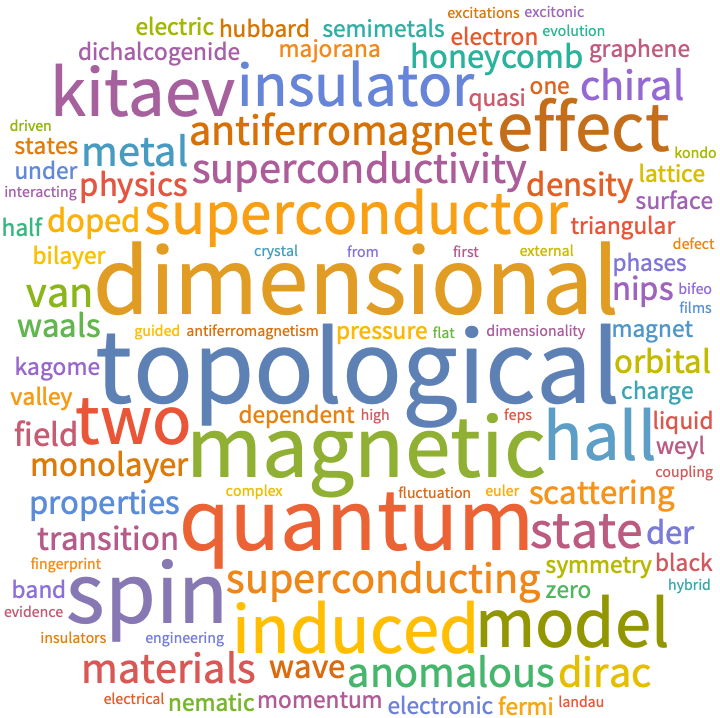 excitations excitonic
electric hubbard semimetals electron evolution
dichalcogenide majorana honeycomb graphene
kitaev insulator quasi one chiral
driven antiferromagnet effect
states metal kondo
under physics superconductivity density lattice
interacting surface
half doped superconductor triangular
bilayer crystal from first external defect
van dimensional phases
nips bifeo
waals films
guided antiferromagnetism pressure flat dimensionality magnet
kagome topological orbital
valley charge
two dependent high feps hall liquid
field magnetic weyl
monolayer coupling
properties complex fluctuation euler scattering
transition quantum state der
fingerprint symmetry black
band spin superconducting zero hybrid
evidence
insulators engineering induced model
materials wave anomalous dirac
electrical nematic momentum electronic fermi landau